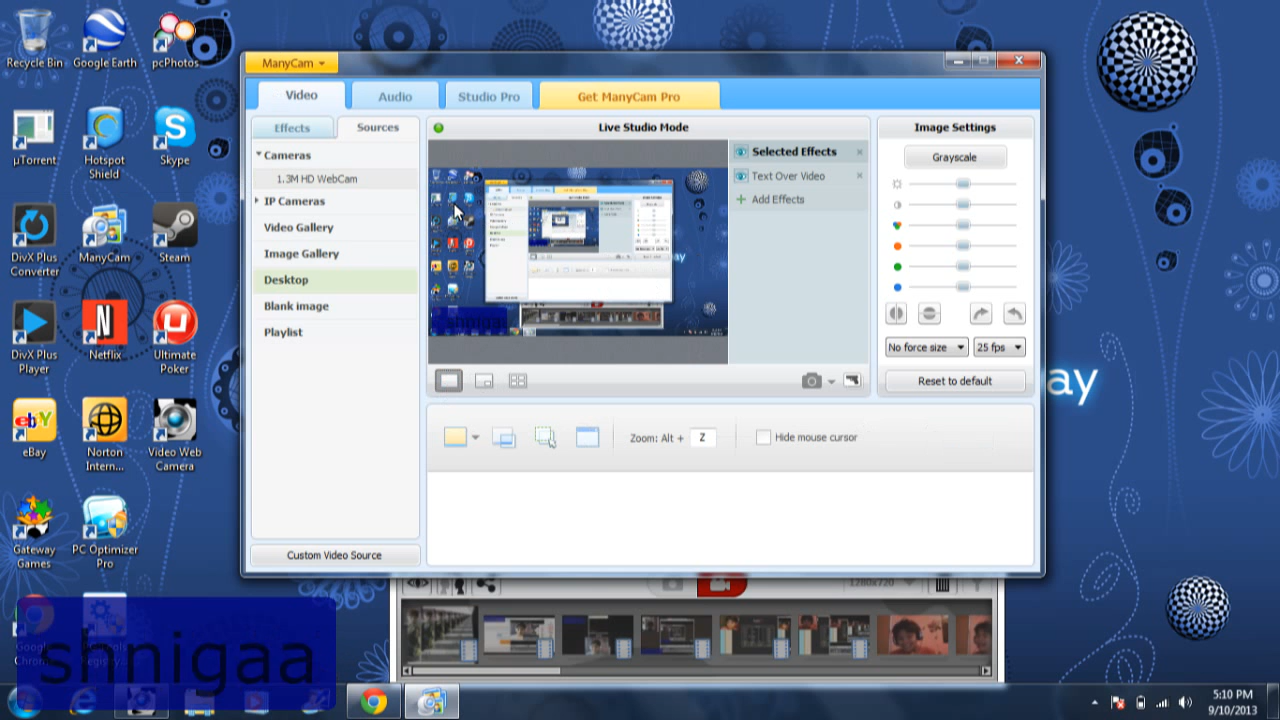 Recycle Bin
Google Earth
pcPhotos
µTorrent
Hotspot
Shield
Skype
DivX Plus
Converter
ManyCam
Steam
DivX Plus
Player
Netflix
Ultimate
Poker
eBay
Norton
Intern...
Video Web
Camera
Gateway
Games
PC Optimizer
Pro
shnigaa
ManyCam
Video
Audio
Studio Pro
Get ManyCam Pro
Effects
Sources
Cameras
1.3M HD WebCam
IP Cameras
Video Gallery
Image Gallery
Desktop
Blank image
Playlist
Custom Video Source
Live Studio Mode
Selected Effects
Text Over Video
Add Effects
Image Settings
Grayscale
No force size
25 fps
Reset to default
Zoom: Alt +
Z
Hide mouse cursor
ay
1280x720
5:10 PM
9/10/2013